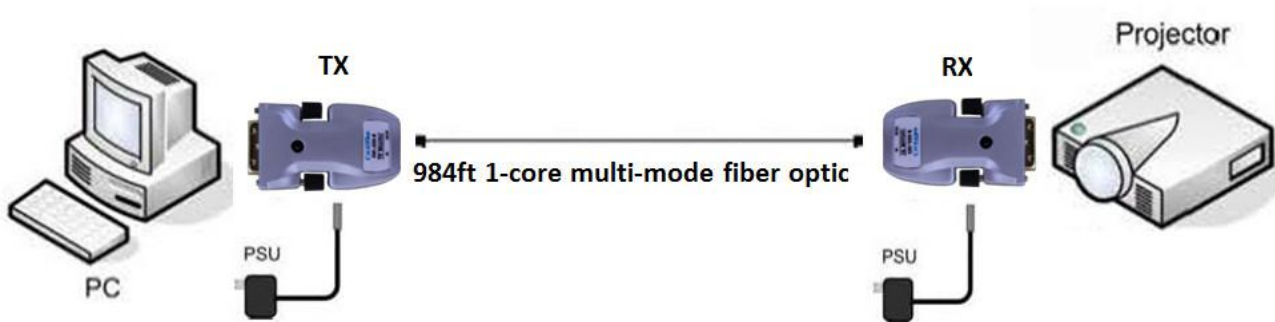 Projector
TX
RX
984ft 1-core multi-mode fiber optic
PSU
PSU
PC